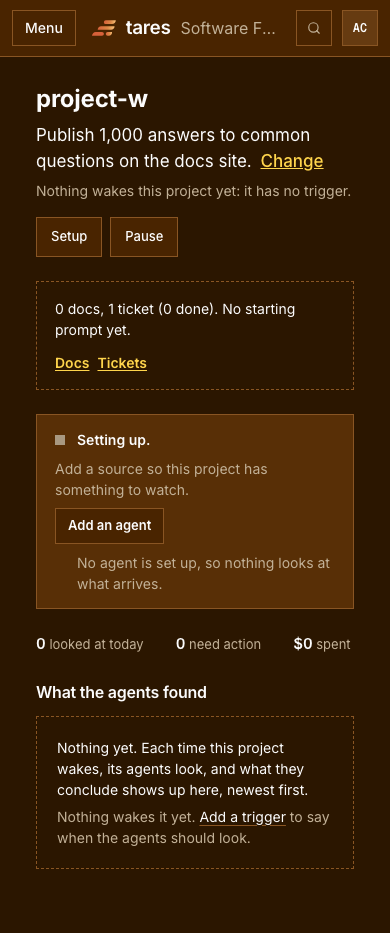 Menu
tares
Software F...
AC
project-w
Publish 1,000 answers to common
questions on the docs site. Change
Nothing wakes this project yet: it has no trigger.
Setup
Pause
0 docs, 1 ticket (0 done). No starting
prompt yet.
Docs Tickets
Setting up.
Add a source so this project has
something to watch.
Add an agent
No agent is set up, so nothing looks at
what arrives.
0 looked at today
0 need action
$0 spent
What the agents found
Nothing yet. Each time this project
wakes, its agents look, and what they
conclude shows up here, newest first.
Nothing wakes it yet. Add a trigger to say
when the agents should look.